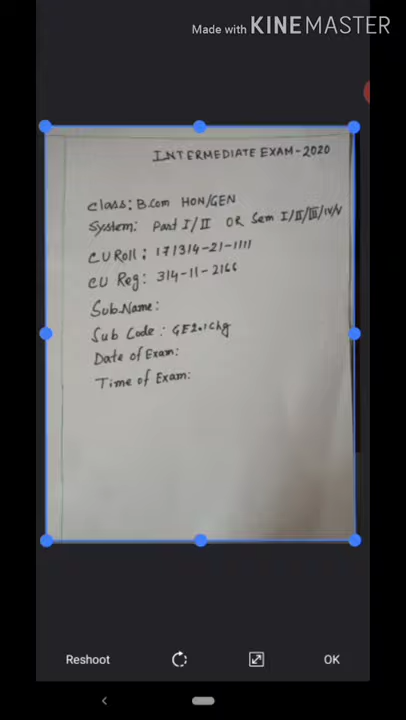 Made with KINEMASTER
INTERMEDIATE EXAM-2020
class: B.Com HON/GEN
System: Part I/II OR Sem I/II/III/IV/V
CU Roll: 171314-21-1111
CU Reg: 314-11-2166
Sub.Name:
Sub Code: GE2.1Chg
Date of Exam:
Time of Exam:
Reshoot OK